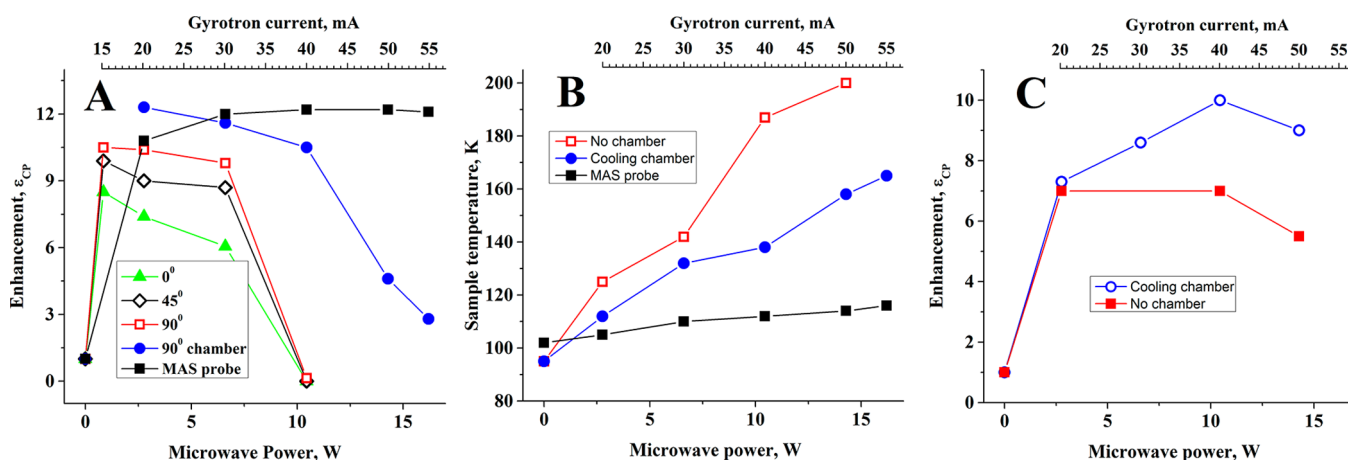 Gyrotron current, mA
15 20 25 30 35 40 45 50 55
A
12
9
6
3
0
Enhancement, εCP
0⁰
45⁰
90⁰
90⁰ chamber
MAS probe
0 5 10 15
Microwave Power, W
Gyrotron current, mA
20 25 30 35 40 45 50 55
B
200
180
160
140
120
100
80
Sample temperature, K
No chamber
Cooling chamber
MAS probe
0 5 10 15
Microwave power, W
Gyrotron current, mA
20 25 30 35 40 45 50 55
C
10
8
6
4
2
0
Enhancement, εCP
Cooling chamber
No chamber
0 5 10 15
Microwave power, W